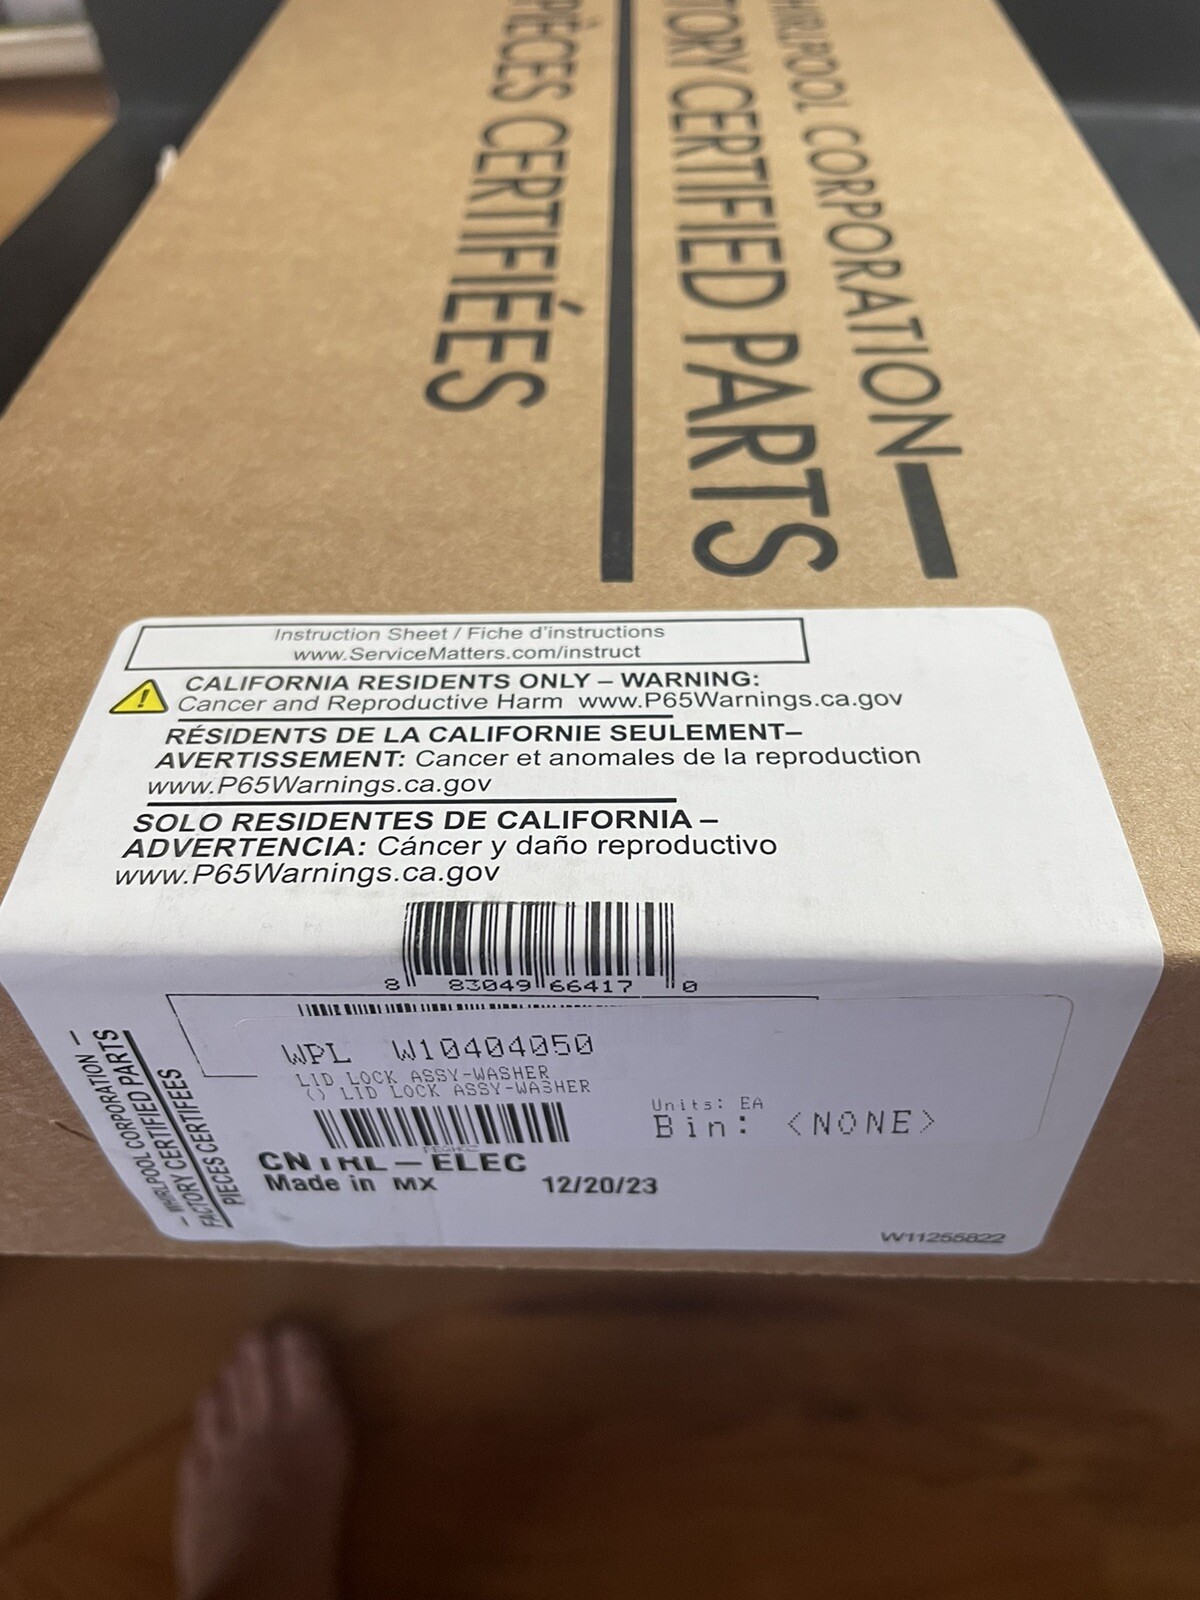 WHIRLPOOL CORPORATION
CERTIFIED PARTS
PIÈCES CERTIFIÉES
Instruction Sheet / Fiche d'instructions
www.ServiceMatters.com/instruct
CALIFORNIA RESIDENTS ONLY – WARNING:
Cancer and Reproductive Harm www.P65Warnings.ca.gov
RÉSIDENTS DE LA CALIFORNIE SEULEMENT–
AVERTISSEMENT: Cancer et anomales de la reproduction
www.P65Warnings.ca.gov
SOLO RESIDENTES DE CALIFORNIA –
ADVERTENCIA: Cáncer y daño reproductivo
www.P65Warnings.ca.gov
8 83049 66417 0
WPL W10404050
LID LOCK ASSY-WASHER
() LID LOCK ASSY-WASHER
Units: EA
Bin: <NONE>
CNTRL – ELEC
Made in MX 12/20/23
W11255822
– WHIRLPOOL CORPORATION –
FACTORY CERTIFIED PARTS
PIECES CERTIFEES